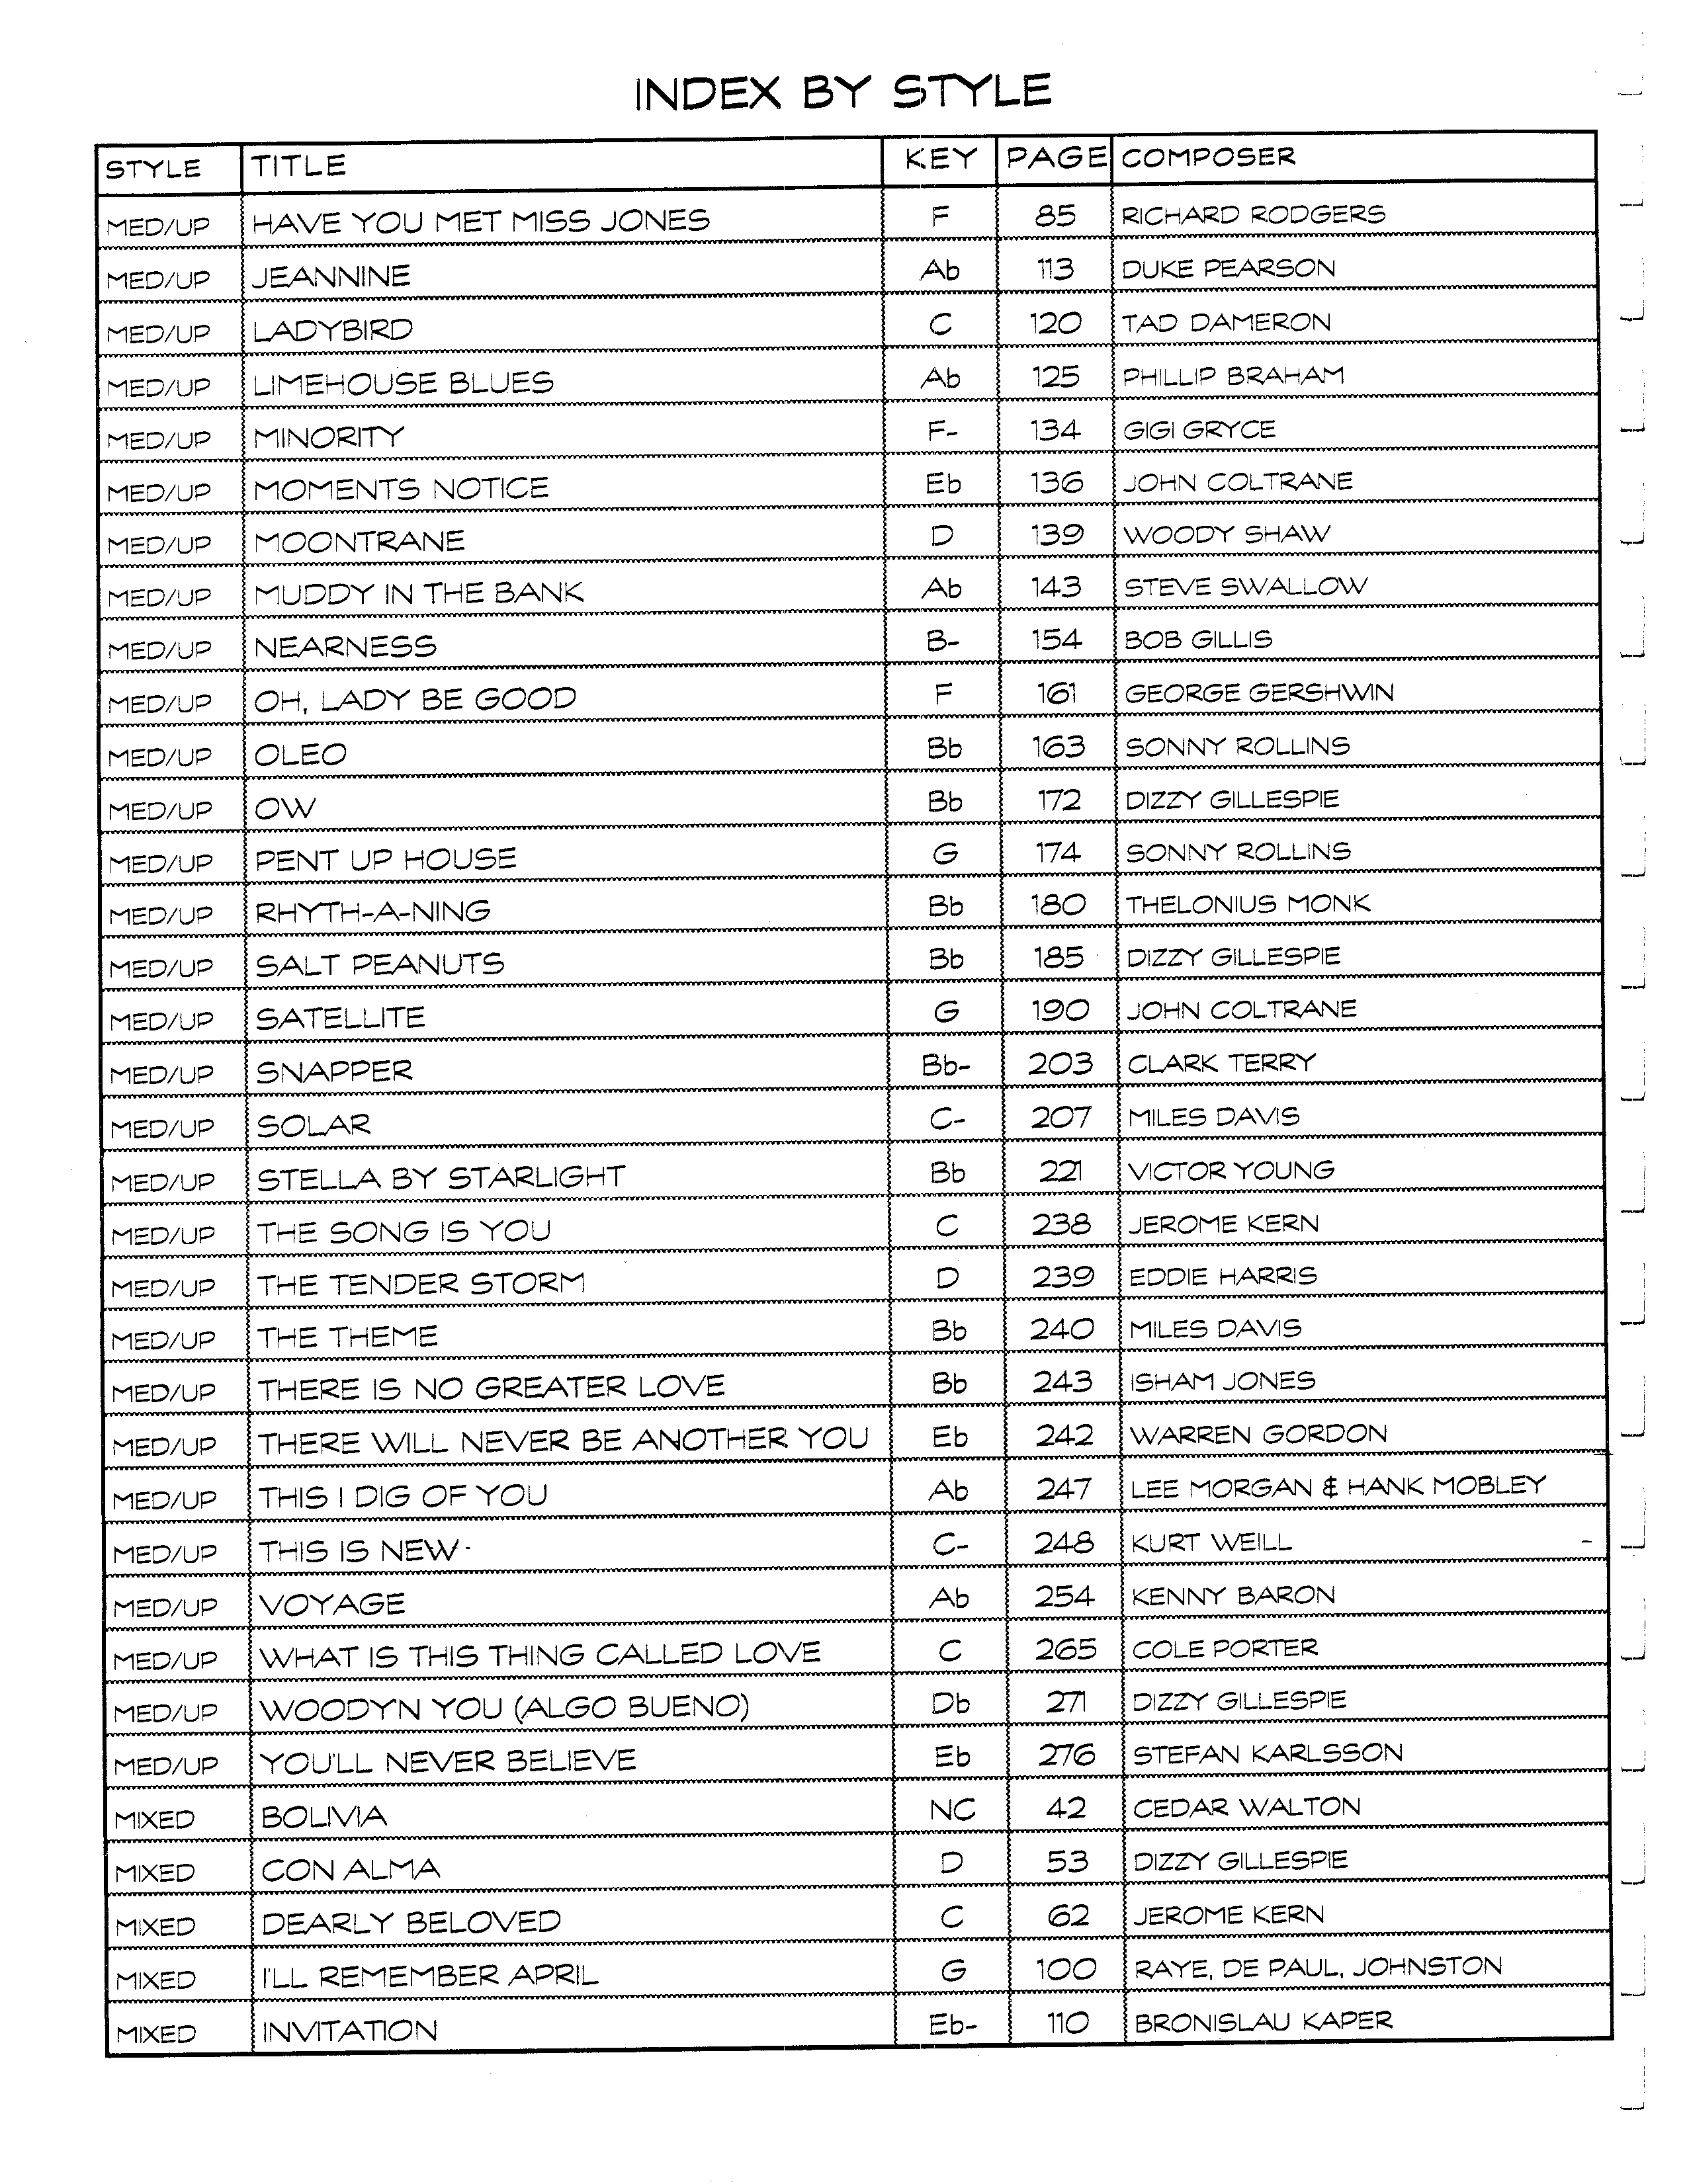 INDEX BY STYLE
STYLE TITLE KEY PAGE COMPOSER
MED/UP HAVE YOU MET MISS JONES F 85 RICHARD RODGERS
MED/UP JEANNINE Ab 113 DUKE PEARSON
MED/UP LADYBIRD C 120 TAD DAMERON
MED/UP LIMEHOUSE BLUES Ab 125 PHILLIP BRAHAM
MED/UP MINORITY F- 134 GIGI GRYCE
MED/UP MOMENTS NOTICE Eb 136 JOHN COLTRANE
MED/UP MOONTRANE D 139 WOODY SHAW
MED/UP MUDDY IN THE BANK Ab 143 STEVE SWALLOW
MED/UP NEARNESS B- 154 BOB GILLIS
MED/UP OH, LADY BE GOOD F 161 GEORGE GERSHWIN
MED/UP OLEO Bb 163 SONNY ROLLINS
MED/UP OW Bb 172 DIZZY GILLESPIE
MED/UP PENT UP HOUSE G 174 SONNY ROLLINS
MED/UP RHYTH-A-NING Bb 180 THELONIUS MONK
MED/UP SALT PEANUTS Bb 185 DIZZY GILLESPIE
MED/UP SATELLITE G 190 JOHN COLTRANE
MED/UP SNAPPER Bb- 203 CLARK TERRY
MED/UP SOLAR C- 207 MILES DAVIS
MED/UP STELLA BY STARLIGHT Bb 221 VICTOR YOUNG
MED/UP THE SONG IS YOU C 238 JEROME KERN
MED/UP THE TENDER STORM D 239 EDDIE HARRIS
MED/UP THE THEME Bb 240 MILES DAVIS
MED/UP THERE IS NO GREATER LOVE Bb 243 ISHAM JONES
MED/UP THERE WILL NEVER BE ANOTHER YOU Eb 242 WARREN GORDON
MED/UP THIS I DIG OF YOU Ab 247 LEE MORGAN & HANK MOBLEY
MED/UP THIS IS NEW C- 248 KURT WEILL
MED/UP VOYAGE Ab 254 KENNY BARON
MED/UP WHAT IS THIS THING CALLED LOVE C 265 COLE PORTER
MED/UP WOODYN YOU (ALGO BUENO) Db 271 DIZZY GILLESPIE
MED/UP YOU'LL NEVER BELIEVE Eb 276 STEFAN KARLSSON
MIXED BOLIVIA NC 42 CEDAR WALTON
MIXED CON ALMA D 53 DIZZY GILLESPIE
MIXED DEARLY BELOVED C 62 JEROME KERN
MIXED I'LL REMEMBER APRIL G 100 RAYE, DE PAUL, JOHNSTON
MIXED INVITATION Eb- 110 BRONISLAU KAPER